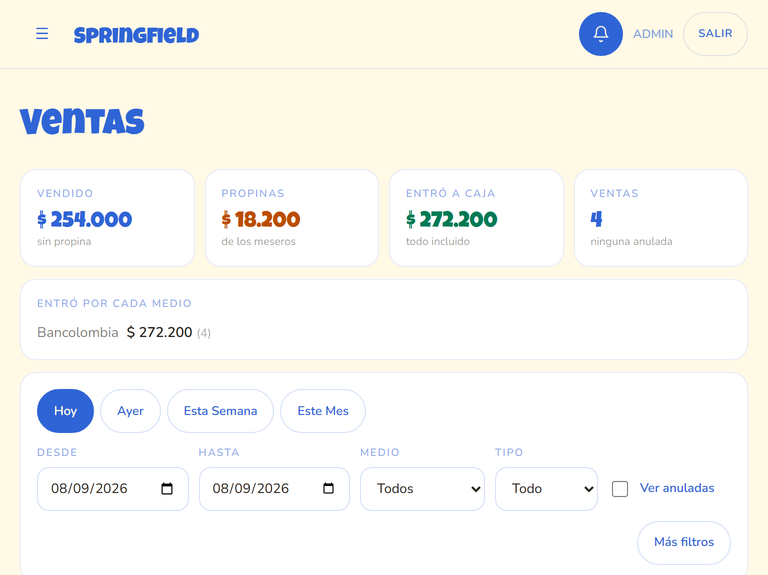 ☰ SPRINGFIELD ADMIN SALIR
VENTAS
VENDIDO
$ 254.000
sin propina
PROPINAS
$ 18.200
de los meseros
ENTRÓ A CAJA
$ 272.200
todo incluido
VENTAS
4
ninguna anulada
ENTRÓ POR CADA MEDIO
Bancolombia $ 272.200 (4)
Hoy Ayer Esta Semana Este Mes
DESDE HASTA MEDIO TIPO
08/09/2026 08/09/2026 Todos Todo Ver anuladas
Más filtros